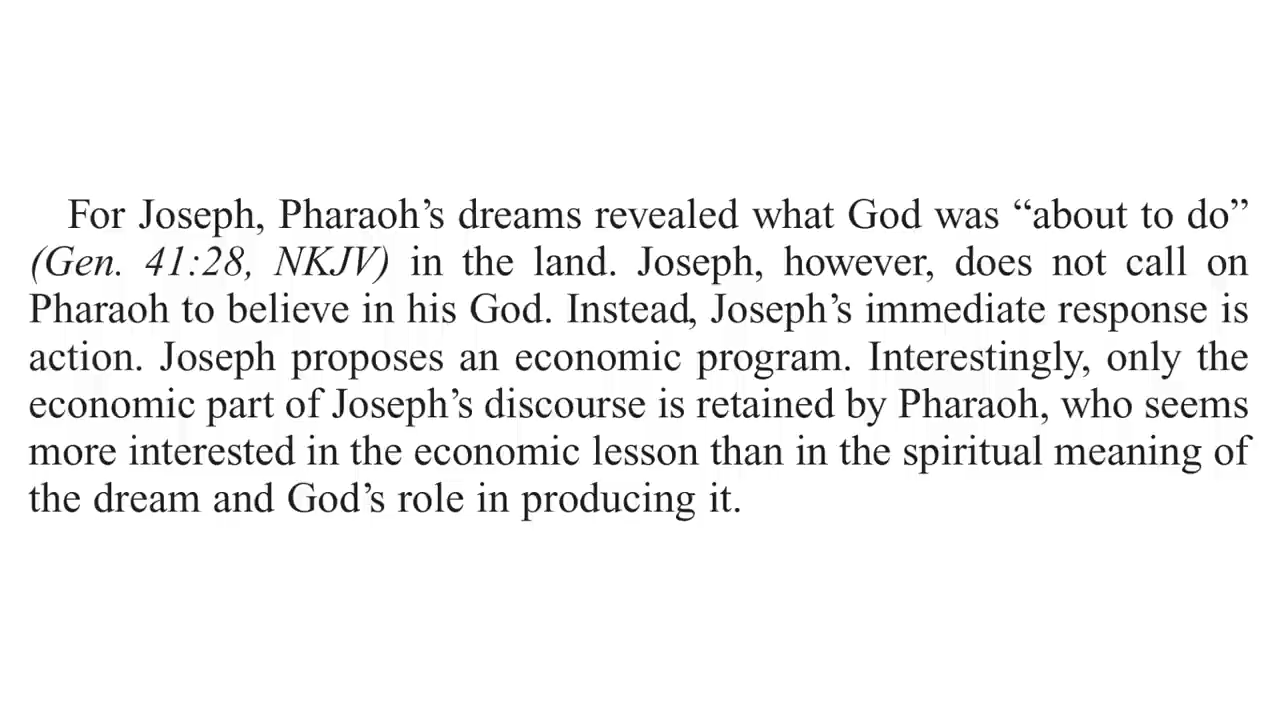 For Joseph, Pharaoh’s dreams revealed what God was “about to do”
(Gen. 41:28, NKJV) in the land. Joseph, however, does not call on
Pharaoh to believe in his God. Instead, Joseph’s immediate response is
action. Joseph proposes an economic program. Interestingly, only the
economic part of Joseph’s discourse is retained by Pharaoh, who seems
more interested in the economic lesson than in the spiritual meaning of
the dream and God’s role in producing it.